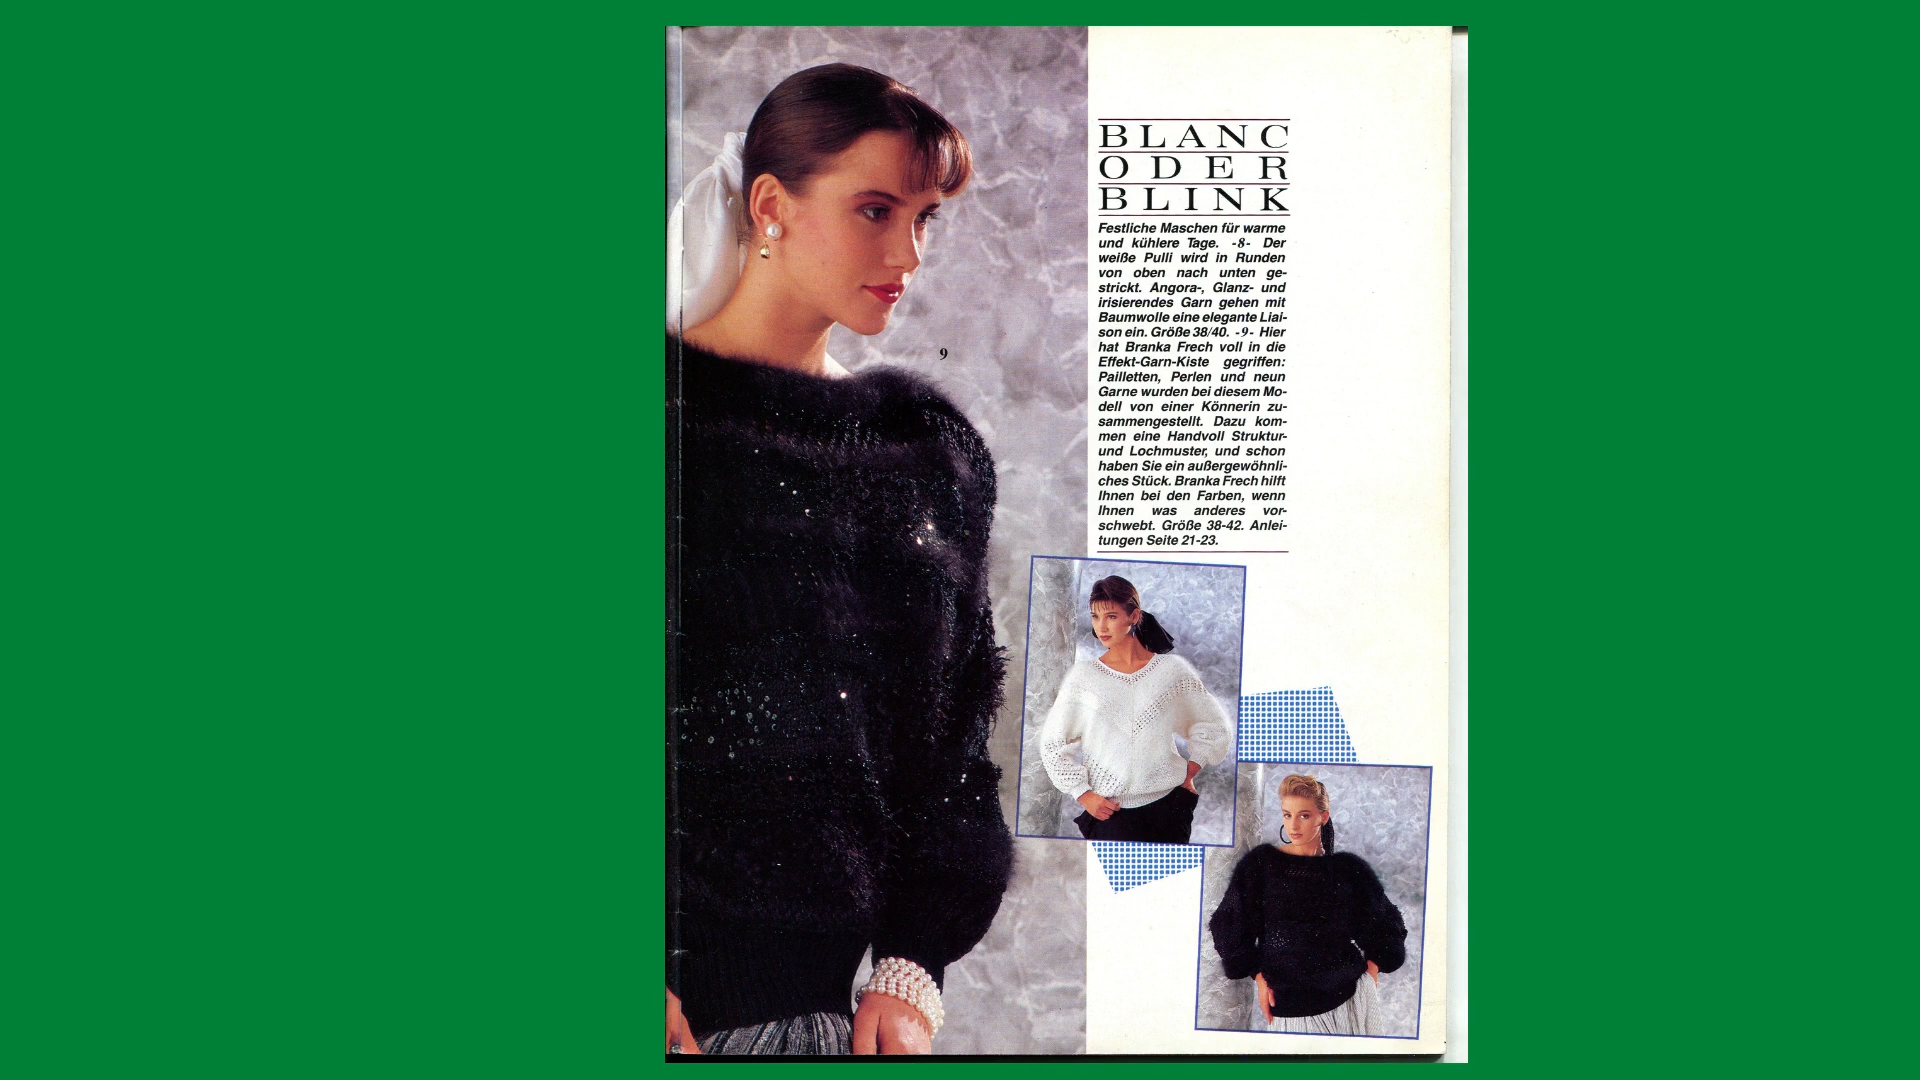 BLANC
ODER
BLINK
Festliche Maschen für warme
und kühlere Tage. -8- Der
weiße Pulli wird in Runden
von oben nach unten ge-
strickt. Angora-, Glanz- und
irisierendes Garn gehen mit
Baumwolle eine elegante Liai-
son ein. Größe 38/40. -9- Hier
hat Branka Frech voll in die
Effekt-Garn-Kiste gegriffen:
Pailletten, Perlen und neun
Garne wurden bei diesem Mo-
dell von einer Könnerin zu-
sammengestellt. Dazu kom-
men eine Handvoll Struktur-
und Lochmuster, und schon
haben Sie ein außergewöhnli-
ches Stück. Branka Frech hilft
Ihnen bei den Farben, wenn
Ihnen was anderes vor-
schwebt. Größe 38-42. Anlei-
tungen Seite 21-23.
9